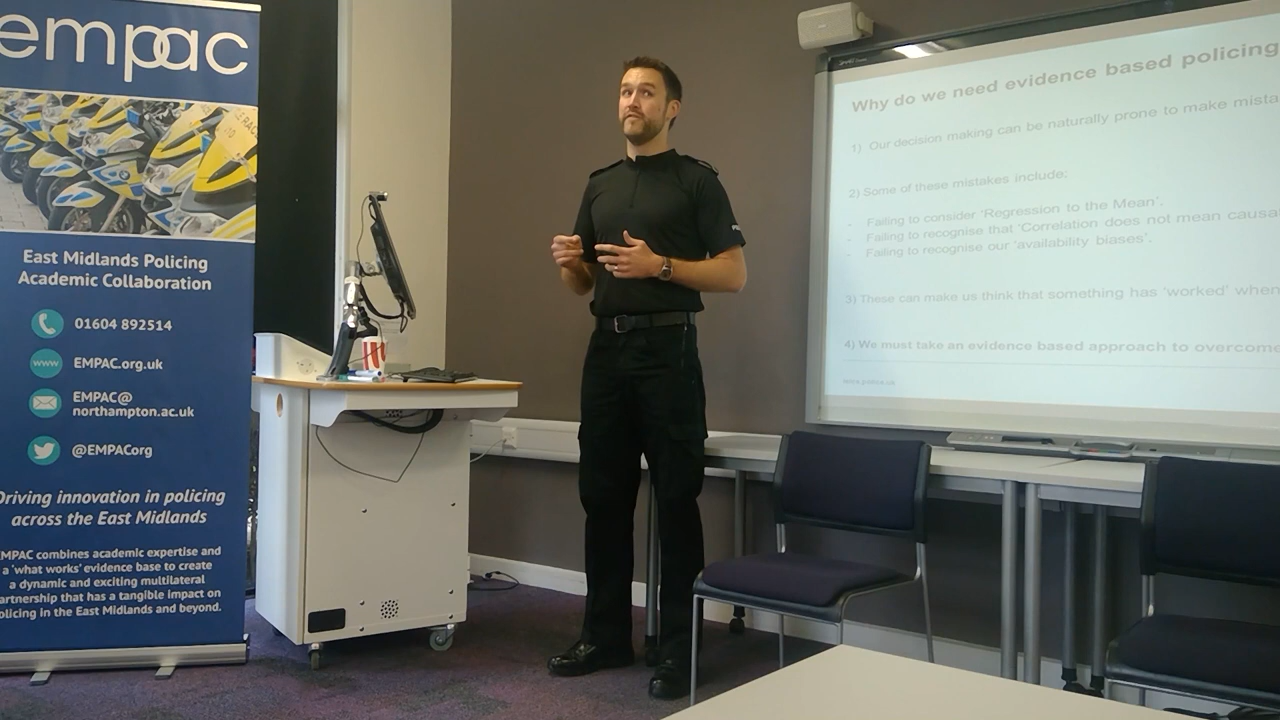 empac
East Midlands Policing
Academic Collaboration
01604 892514
www
EMPAC.org.uk
EMPAC@
northampton.ac.uk
@EMPACorg
Driving innovation in policing
across the East Midlands
EMPAC combines academic expertise and
a 'what works' evidence base to create
a dynamic and exciting multilateral
partnership that has a tangible impact on
policing in the East Midlands and beyond.
Why do we need evidence based policing
1) Our decision making can be naturally prone to make mista
2) Some of these mistakes include;
- Failing to consider 'Regression to the Mean'.
- Failing to recognise that 'Correlation does not mean causa
- Failing to recognise our 'availability biases'.
3) These can make us think that something has 'worked' when
4) We must take an evidence based approach to overcome